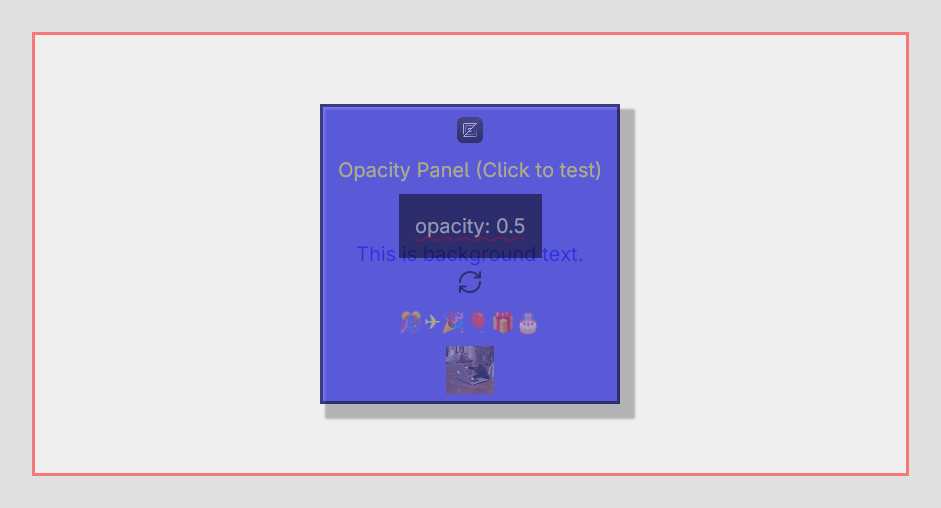 Opacity Panel (Click to test)
opacity: 0.5
This is background text.
🎊✈🎉🎈🎁🎂